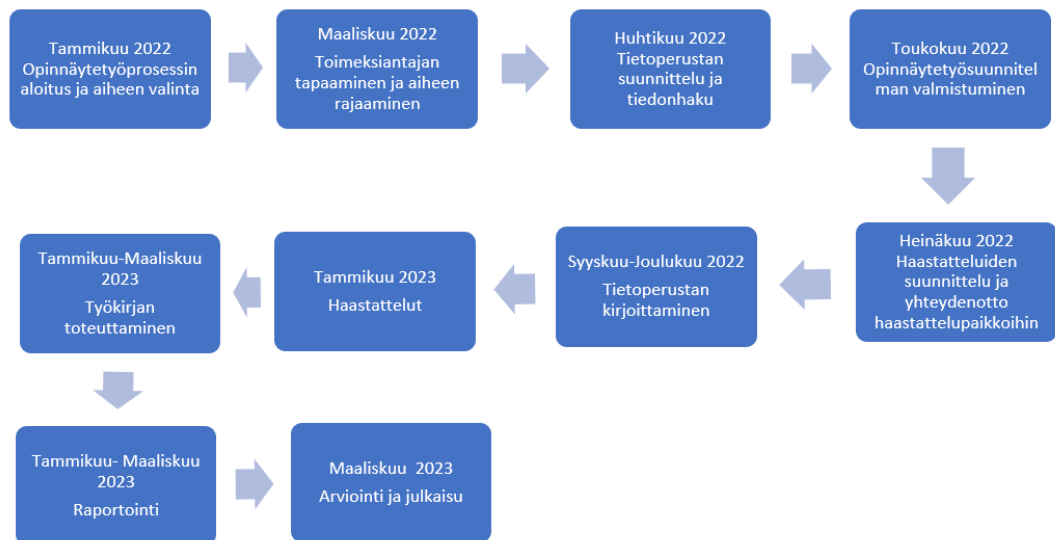 Tammikuu 2022
Opinnäytetyöprosessin
aloitus ja aiheen valinta
Maaliskuu 2022
Toimeksiantajan
tapaaminen ja aiheen
rajaaminen
Huhtikuu 2022
Tietoperustan
suunnittelu ja
tiedonhaku
Toukokuu 2022
Opinnäytetyösuunnitel
man valmistuminen
Heinäkuu 2022
Haastatteluiden
suunnittelu ja
yhteydenotto
haastattelupaikkoihin
Syyskuu-Joulukuu 2022
Tietoperustan
kirjoittaminen
Tammikuu 2023
Haastattelut
Tammikuu-Maaliskuu
2023
Työkirjan
toteuttaminen
Tammikuu- Maaliskuu
2023
Raportointi
Maaliskuu 2023
Arviointi ja julkaisu